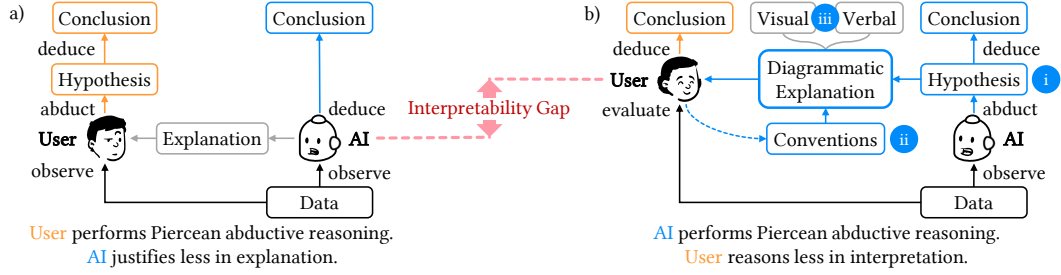 a)
Conclusion
Conclusion
deduce
Hypothesis
abduct
deduce
User
Explanation
AI
observe
observe
Data
User performs Piercean abductive reasoning.
AI justifies less in explanation.
Interpretability Gap
b)
Conclusion
Visual
iii
Verbal
Conclusion
deduce
deduce
User
Diagrammatic
Explanation
Hypothesis
i
evaluate
abduct
Conventions
ii
AI
observe
Data
AI performs Piercean abductive reasoning.
User reasons less in interpretation.